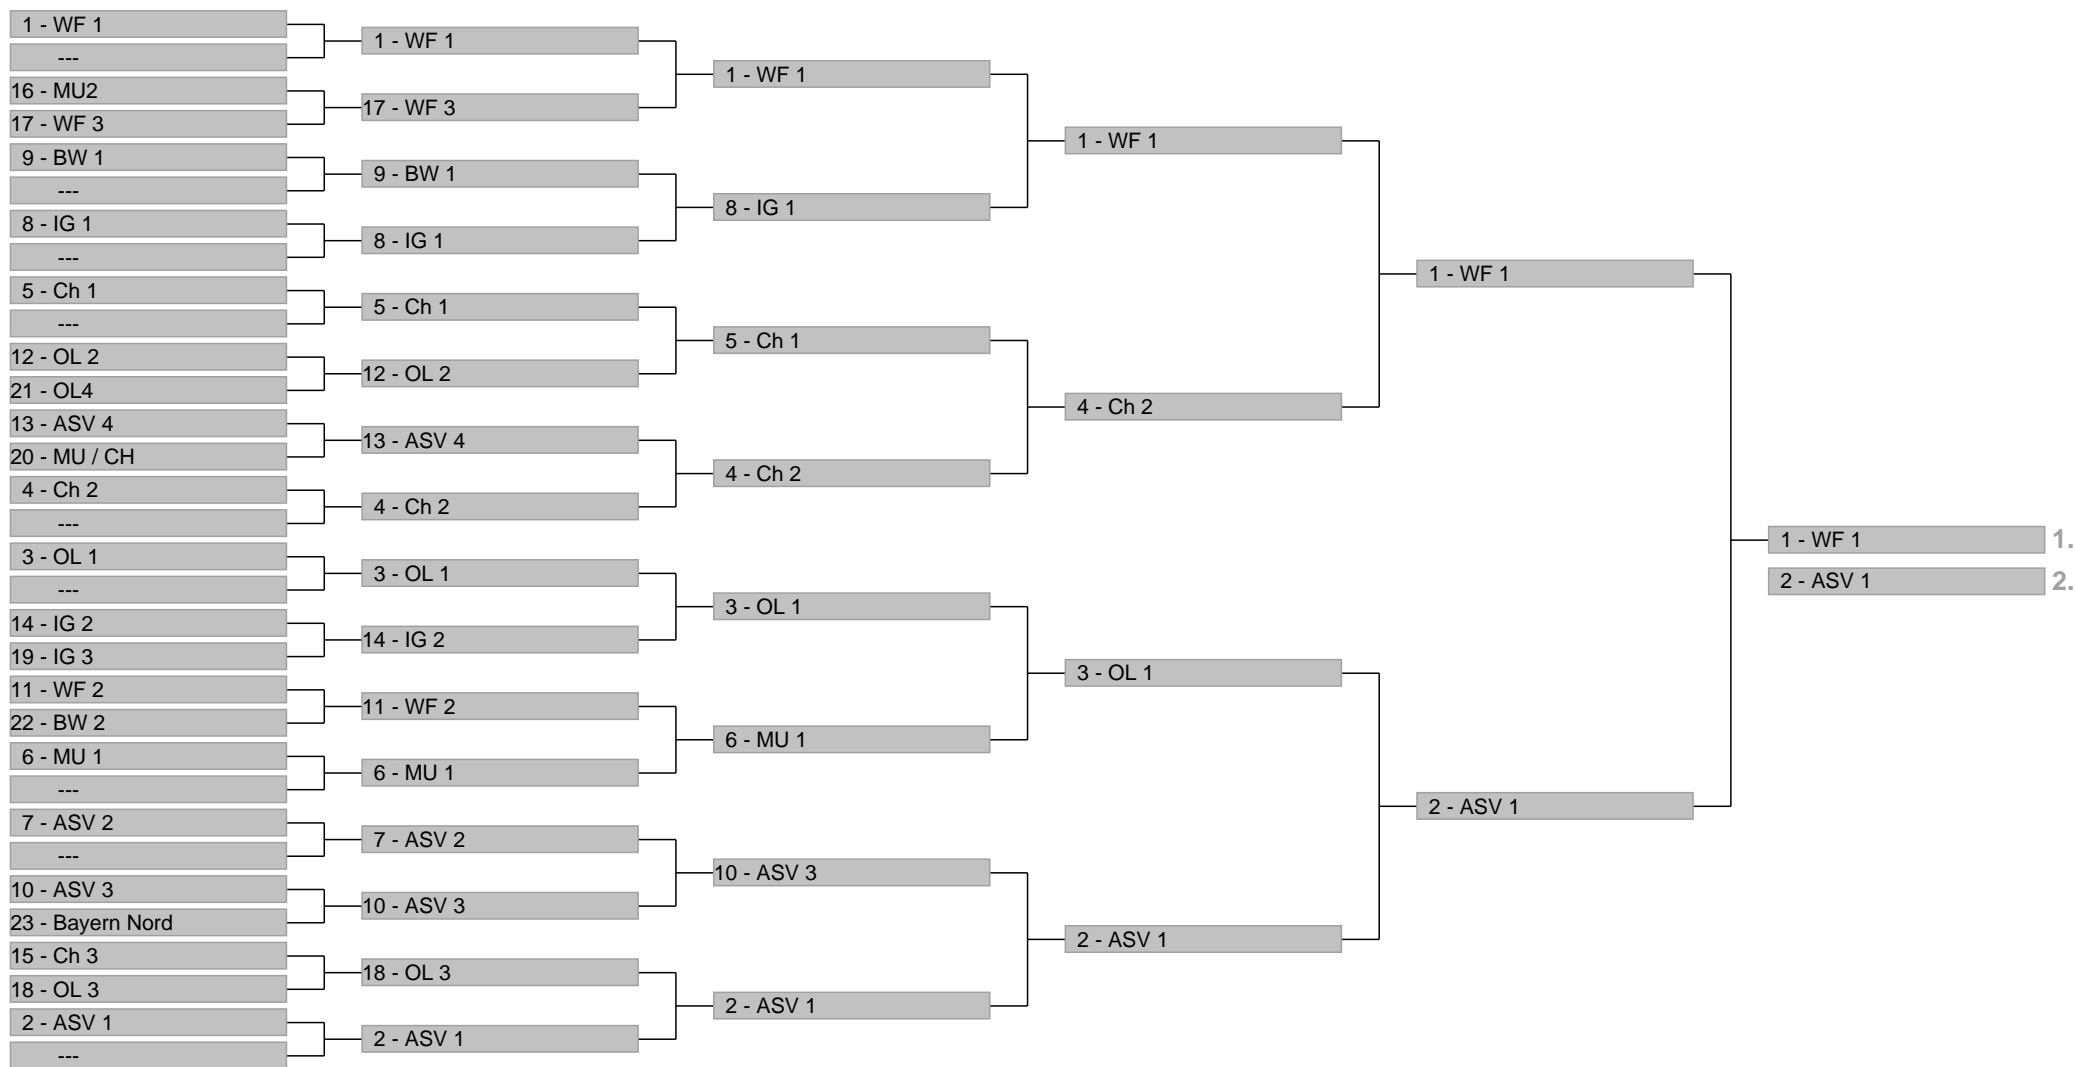 1 - WF 1
---
16 - MU2
17 - WF 3
9 - BW 1
---
8 - IG 1
---
5 - Ch 1
---
12 - OL 2
21 - OL4
13 - ASV 4
20 - MU / CH
4 - Ch 2
---
3 - OL 1
---
14 - IG 2
19 - IG 3
11 - WF 2
22 - BW 2
6 - MU 1
---
7 - ASV 2
---
10 - ASV 3
23 - Bayern Nord
15 - Ch 3
18 - OL 3
2 - ASV 1
---
1 - WF 1
17 - WF 3
9 - BW 1
8 - IG 1
5 - Ch 1
12 - OL 2
13 - ASV 4
4 - Ch 2
3 - OL 1
14 - IG 2
11 - WF 2
6 - MU 1
7 - ASV 2
10 - ASV 3
18 - OL 3
2 - ASV 1
1 - WF 1
8 - IG 1
5 - Ch 1
4 - Ch 2
3 - OL 1
6 - MU 1
10 - ASV 3
2 - ASV 1
1 - WF 1
4 - Ch 2
3 - OL 1
2 - ASV 1
1 - WF 1
2 - ASV 1
1 - WF 1 1.
2 - ASV 1 2.